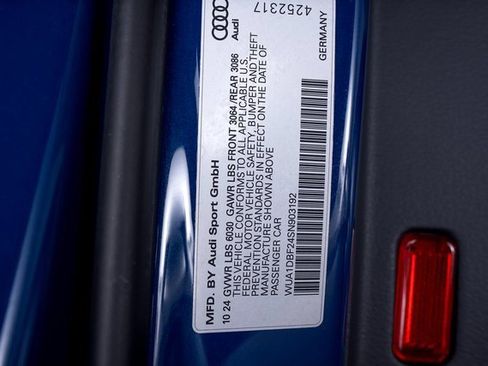 Audi
4252317
GERMANY
MFD. BY Audi Sport GmbH
10 24 GVWR LBS 6030 GAWR LBS FRONT 3064 /REAR 3086
THIS VEHICLE CONFORMS TO ALL APPLICABLE U.S.
FEDERAL MOTOR VEHICLE SAFETY, BUMPER AND THEFT
PREVENTION STANDARDS IN EFFECT ON THE DATE OF
MANUFACTURE SHOWN ABOVE
PASSENGER CAR
WUA1DBF24SN903192